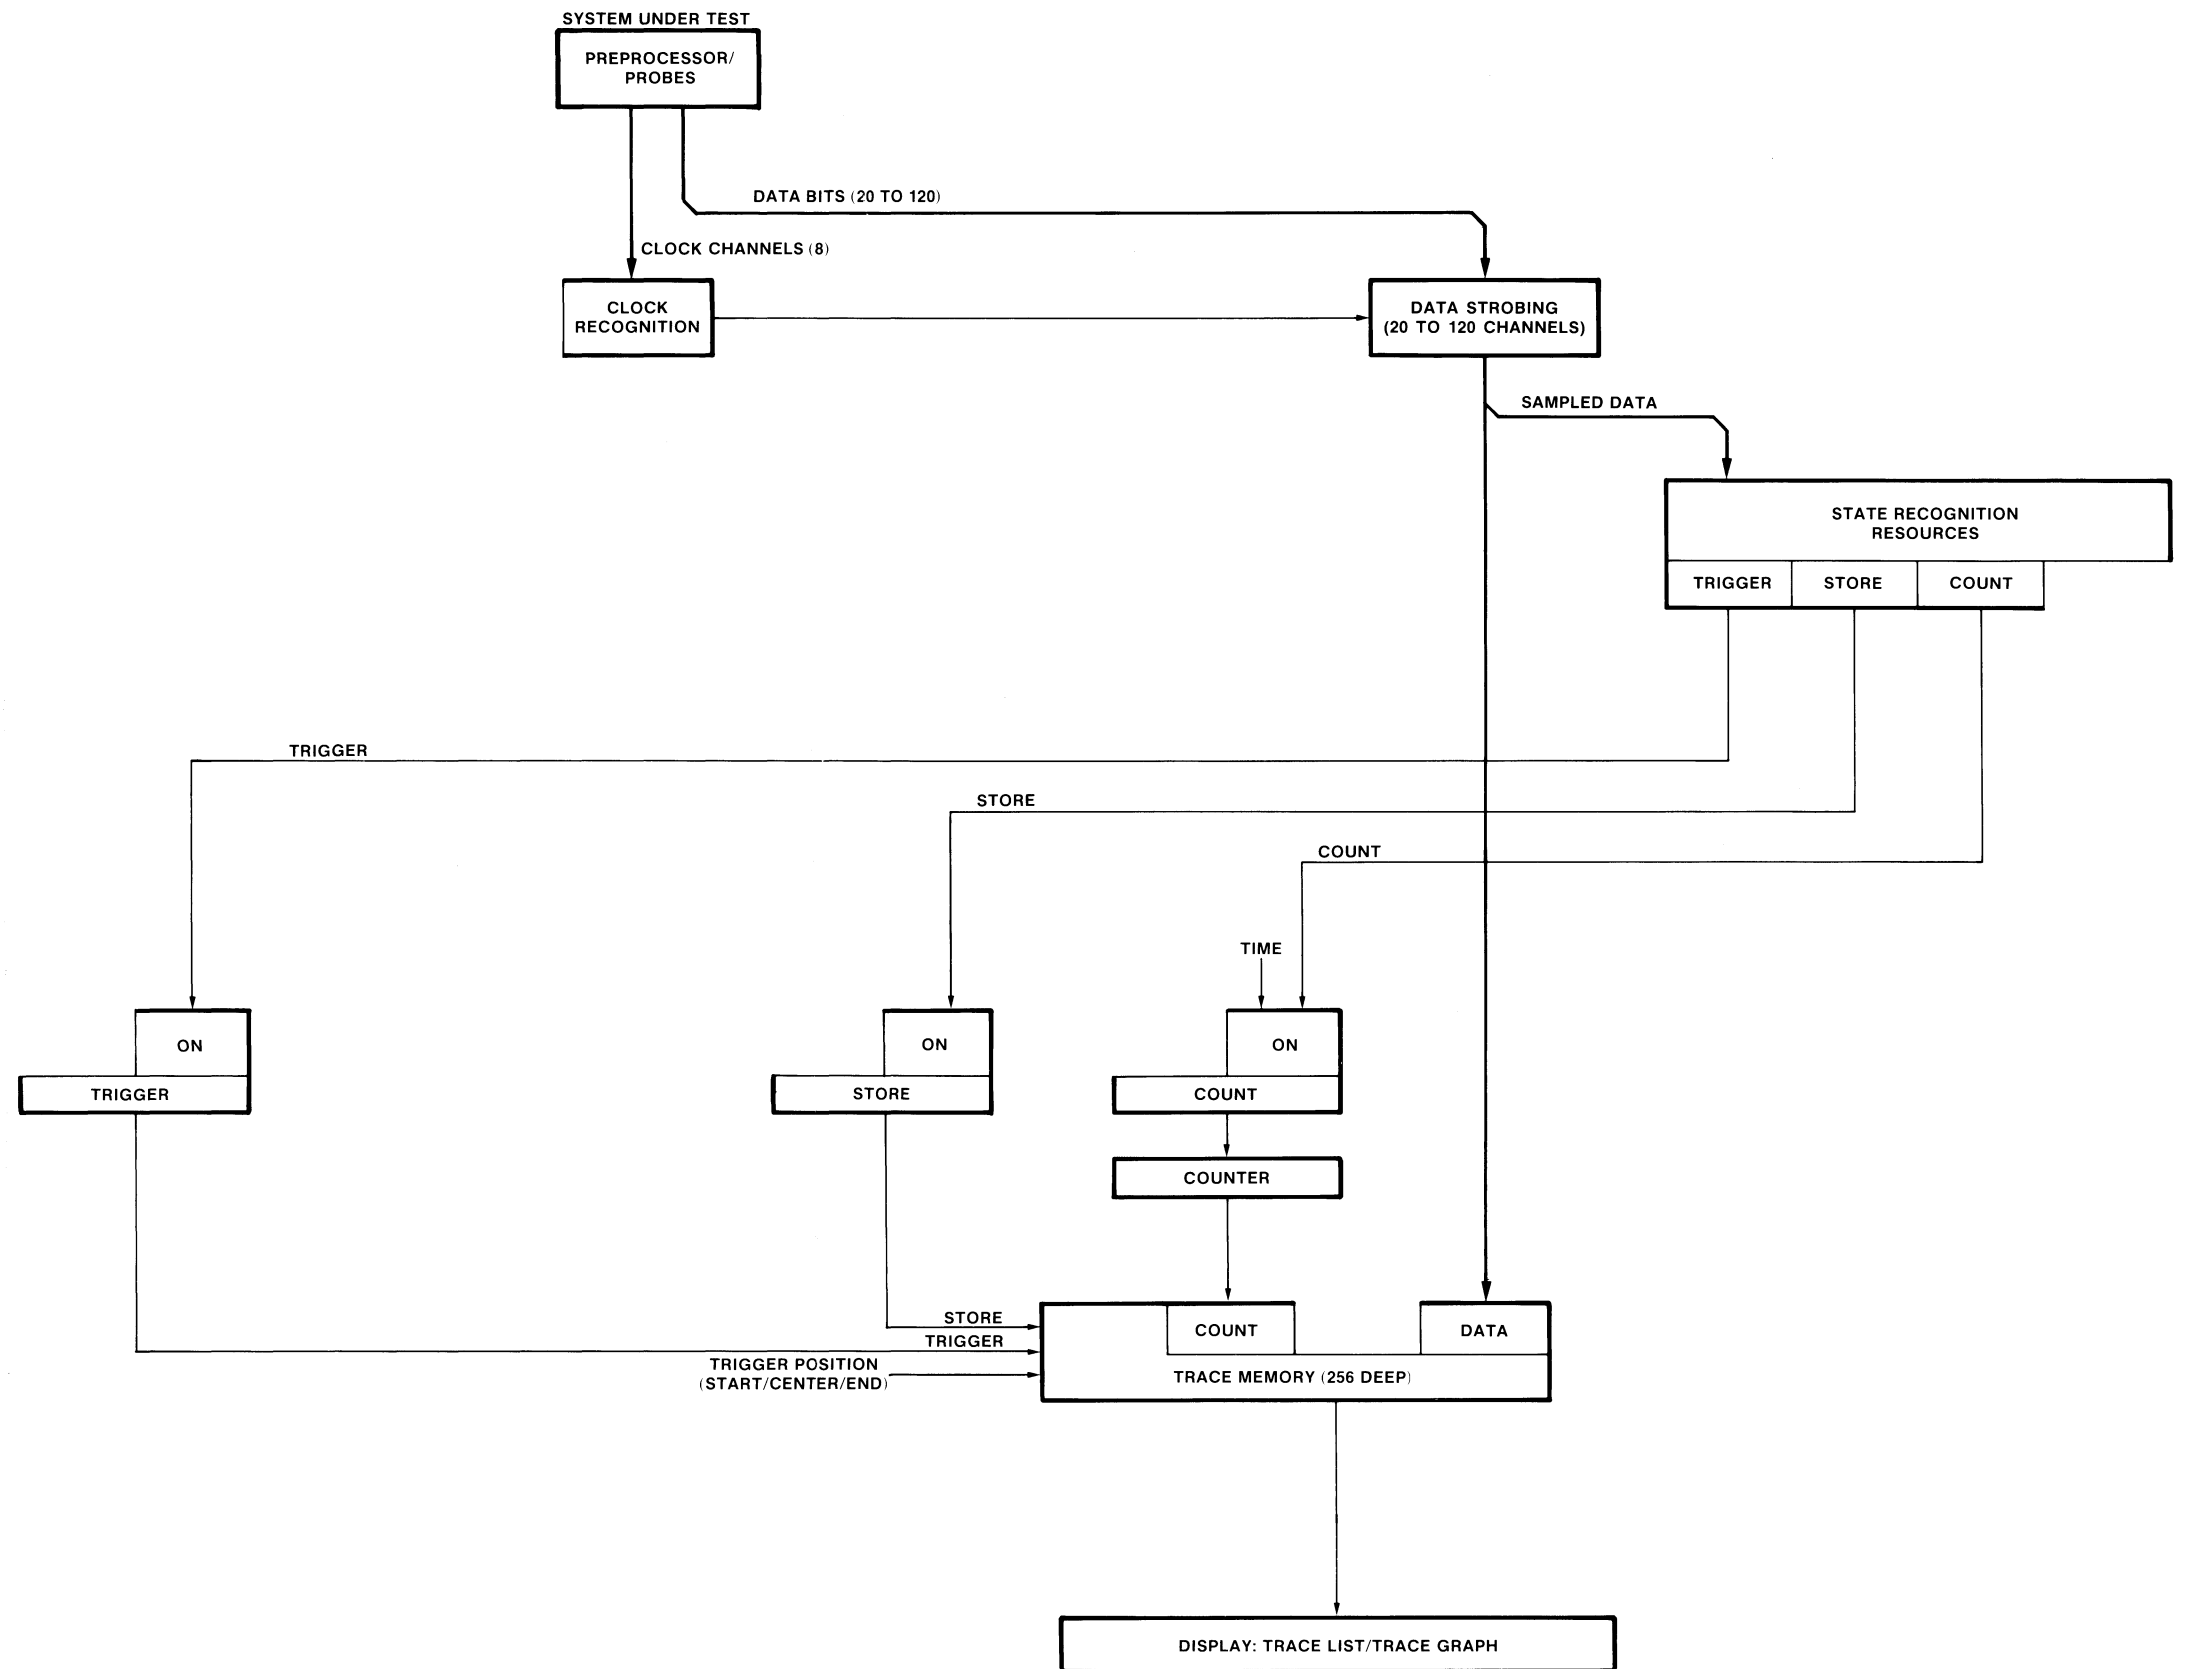 SYSTEM UNDER TEST
PREPROCESSOR/
PROBES
DATA BITS (20 TO 120)
CLOCK CHANNELS (8)
CLOCK
RECOGNITION
DATA STROBING
(20 TO 120 CHANNELS)
SAMPLED DATA
STATE RECOGNITION
RESOURCES
TRIGGER
STORE
COUNT
TRIGGER
STORE
COUNT
TIME
ON
ON
ON
TRIGGER
STORE
COUNT
COUNTER
STORE
TRIGGER
TRIGGER POSITION
(START/CENTER/END)
COUNT
DATA
TRACE MEMORY (256 DEEP)
DISPLAY: TRACE LIST/TRACE GRAPH